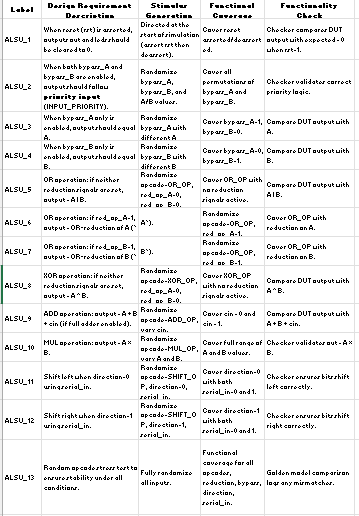 Label
Design Requirement Description
Stimulus Generation
Functional Coverage
Functionality Check
ALSU_1
When reset (rst) is asserted, output out and leds should be cleared to 0.
Directed at the start of simulation (assert rst then deassert).
Cover reset asserted/deasserted.
Checker compares DUT output with expected = 0 when rst=1.
ALSU_2
When both bypass_A and bypass_B are enabled, output should follow priority input (INPUT_PRIORITY).
Randomize bypass_A, bypass_B, and A/B values.
Cover all permutations of bypass_A and bypass_B.
Checker validates correct priority logic.
ALSU_3
When bypass_A only is enabled, output should equal A.
Randomize bypass_A with different A
Cover bypass_A=1, bypass_B=0.
Compare DUT output with A.
ALSU_4
When bypass_B only is enabled, output should equal B.
Randomize bypass_B with different B
Cover bypass_A=0, bypass_B=1.
Compare DUT output with B.
ALSU_5
OR operation: if neither reduction signals are set, output = A | B.
Randomize opcode=OR_OP, red_op_A=0, red_op_B=0.
Cover OR_OP with no reduction signals active.
Compare DUT output with A | B.
ALSU_6
OR operation: if red_op_A=1, output = OR-reduction of A (^
A^).
Randomize opcode=OR_OP, red_op_A=1.
Cover OR_OP with reduction on A.
ALSU_7
OR operation: if red_op_B=1, output = OR-reduction of B (^
B^).
Randomize opcode=OR_OP, red_op_B=1.
Cover OR_OP with reduction on B.
ALSU_8
XOR operation: if neither reduction signals are set, output = A ^ B.
Randomize opcode=XOR_OP, red_op_A=0, red_op_B=0.
Cover XOR_OP with no reduction signals active.
Compare DUT output with A ^ B.
ALSU_9
ADD operation: output = A + B + cin (if full adder enabled).
Randomize opcode=ADD_OP, vary cin.
Cover cin = 0 and cin = 1.
Compare DUT output with A + B + cin.
ALSU_10
MUL operation: output = A × B.
Randomize opcode=MUL_OP, vary A and B.
Cover full range of A and B values.
Checker validates out = A × B.
ALSU_11
Shift left when direction=0 using serial_in.
Randomize opcode=SHIFT_OP, direction=0, serial_in.
Cover direction=0 with both serial_in=0 and 1.
Checker ensures bits shift left correctly.
ALSU_12
Shift right when direction=1 using serial_in.
Randomize opcode=SHIFT_OP, direction=1, serial_in.
Cover direction=1 with both serial_in=0 and 1.
Checker ensures bits shift right correctly.
ALSU_13
Random opcode stress test to ensure stability under all conditions.
Fully randomize all inputs.
Functional coverage for all opcodes, reduction, bypass, direction, serial_in.
Golden model comparison logs any mismatches.